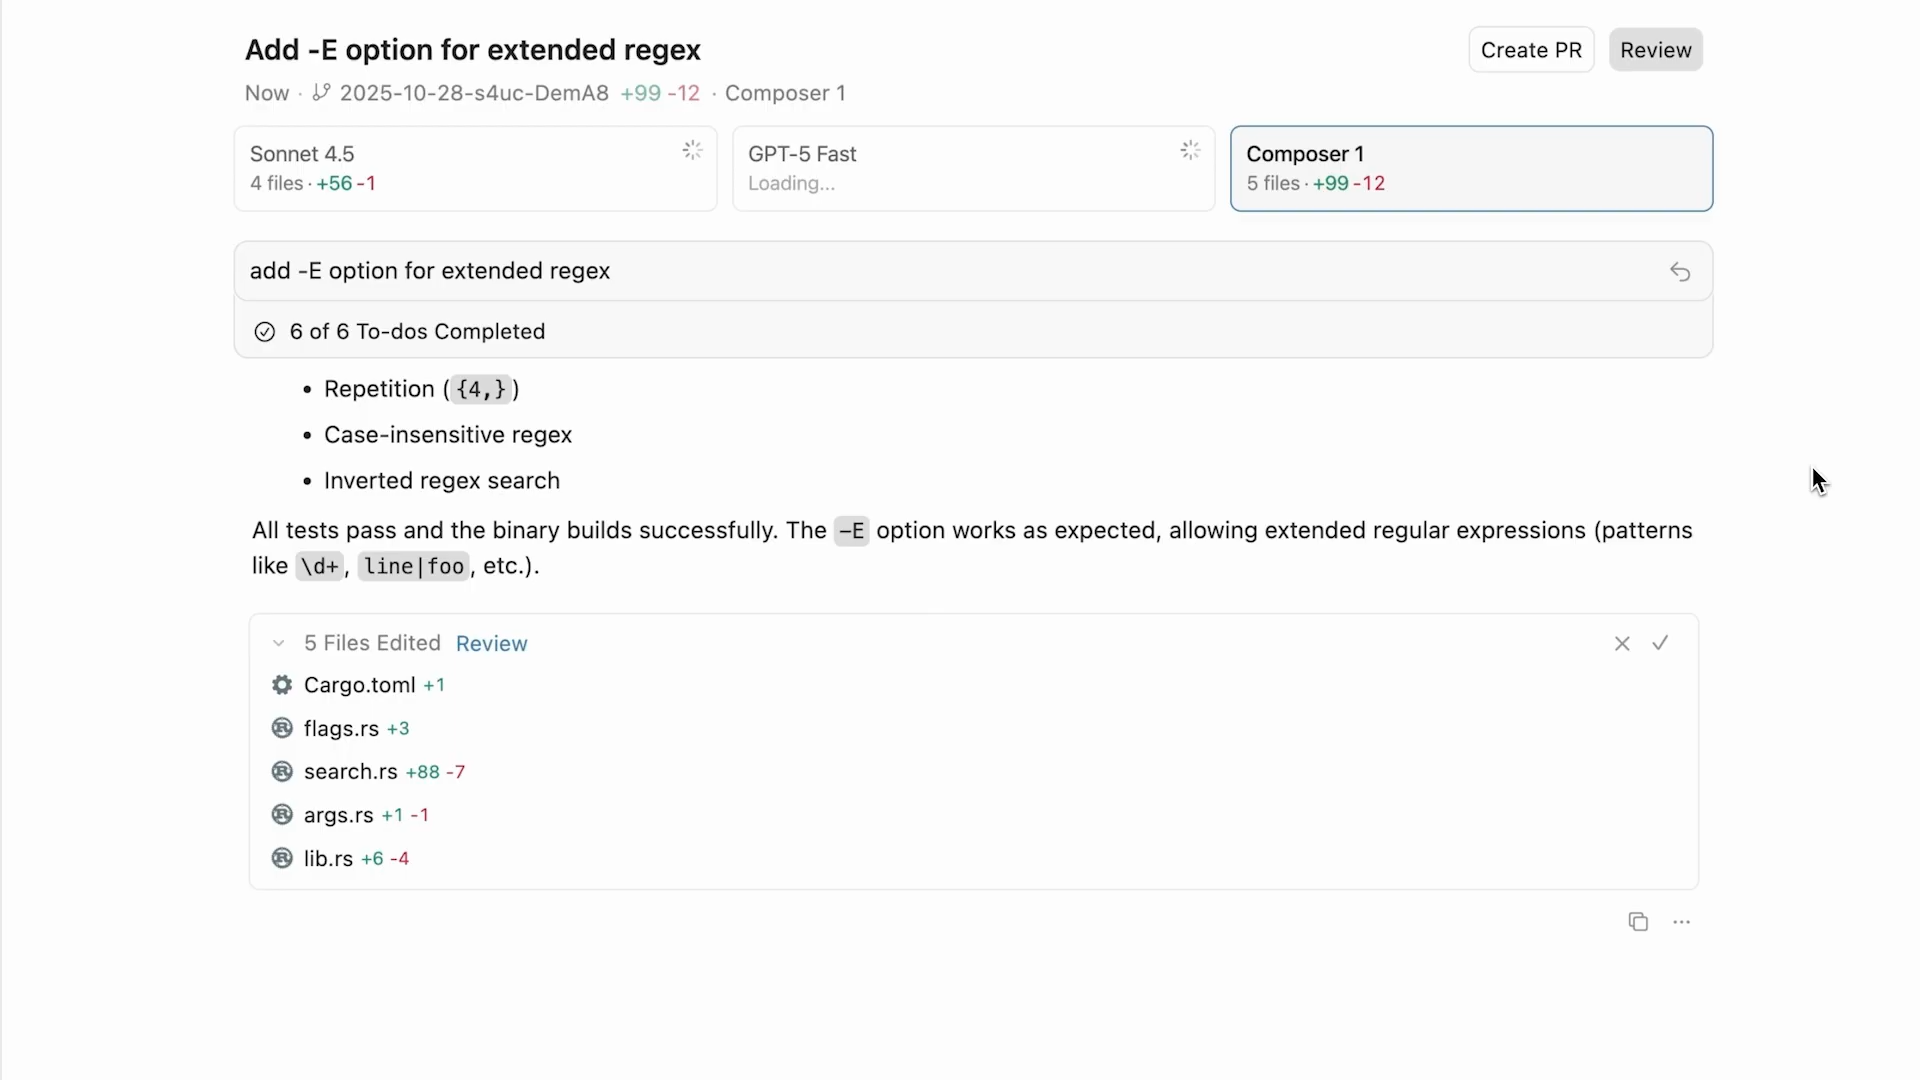 Add -E option for extended regex
Create PR
Review
Now · 2025-10-28-s4uc-DemA8 +99 -12 · Composer 1
Sonnet 4.5
4 files · +56 -1
GPT-5 Fast
Loading...
Composer 1
5 files · +99 -12
add -E option for extended regex
6 of 6 To-dos Completed
• Repetition ({4,})
• Case-insensitive regex
• Inverted regex search
All tests pass and the binary builds successfully. The -E option works as expected, allowing extended regular expressions (patterns
like \d+, line|foo, etc.).
5 Files Edited Review
Cargo.toml +1
flags.rs +3
search.rs +88 -7
args.rs +1 -1
lib.rs +6 -4